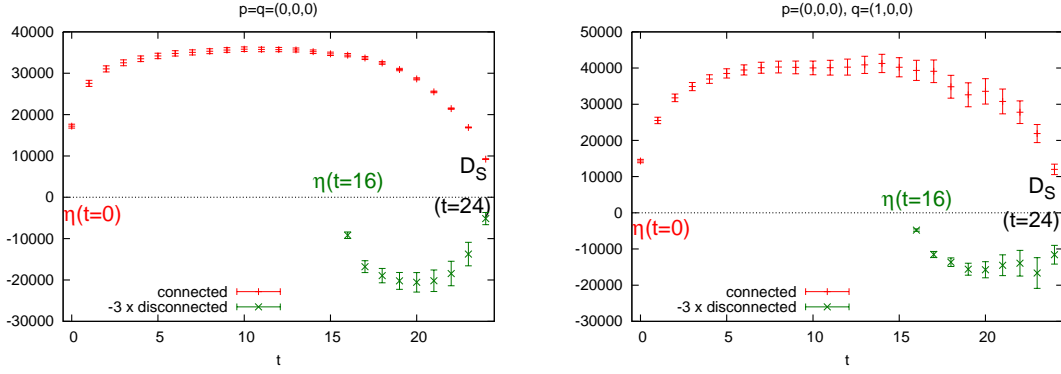 p=q=(0,0,0)
40000
30000
20000
10000
0
-10000
-20000
-30000
0
5
10
15
20
t
η(t=0)
η(t=16)
D_S
(t=24)
connected
-3 x disconnected
p=(0,0,0), q=(1,0,0)
50000
40000
30000
20000
10000
0
-10000
-20000
-30000
0
5
10
15
20
t
η(t=0)
η(t=16)
D_S
(t=24)
connected
-3 x disconnected